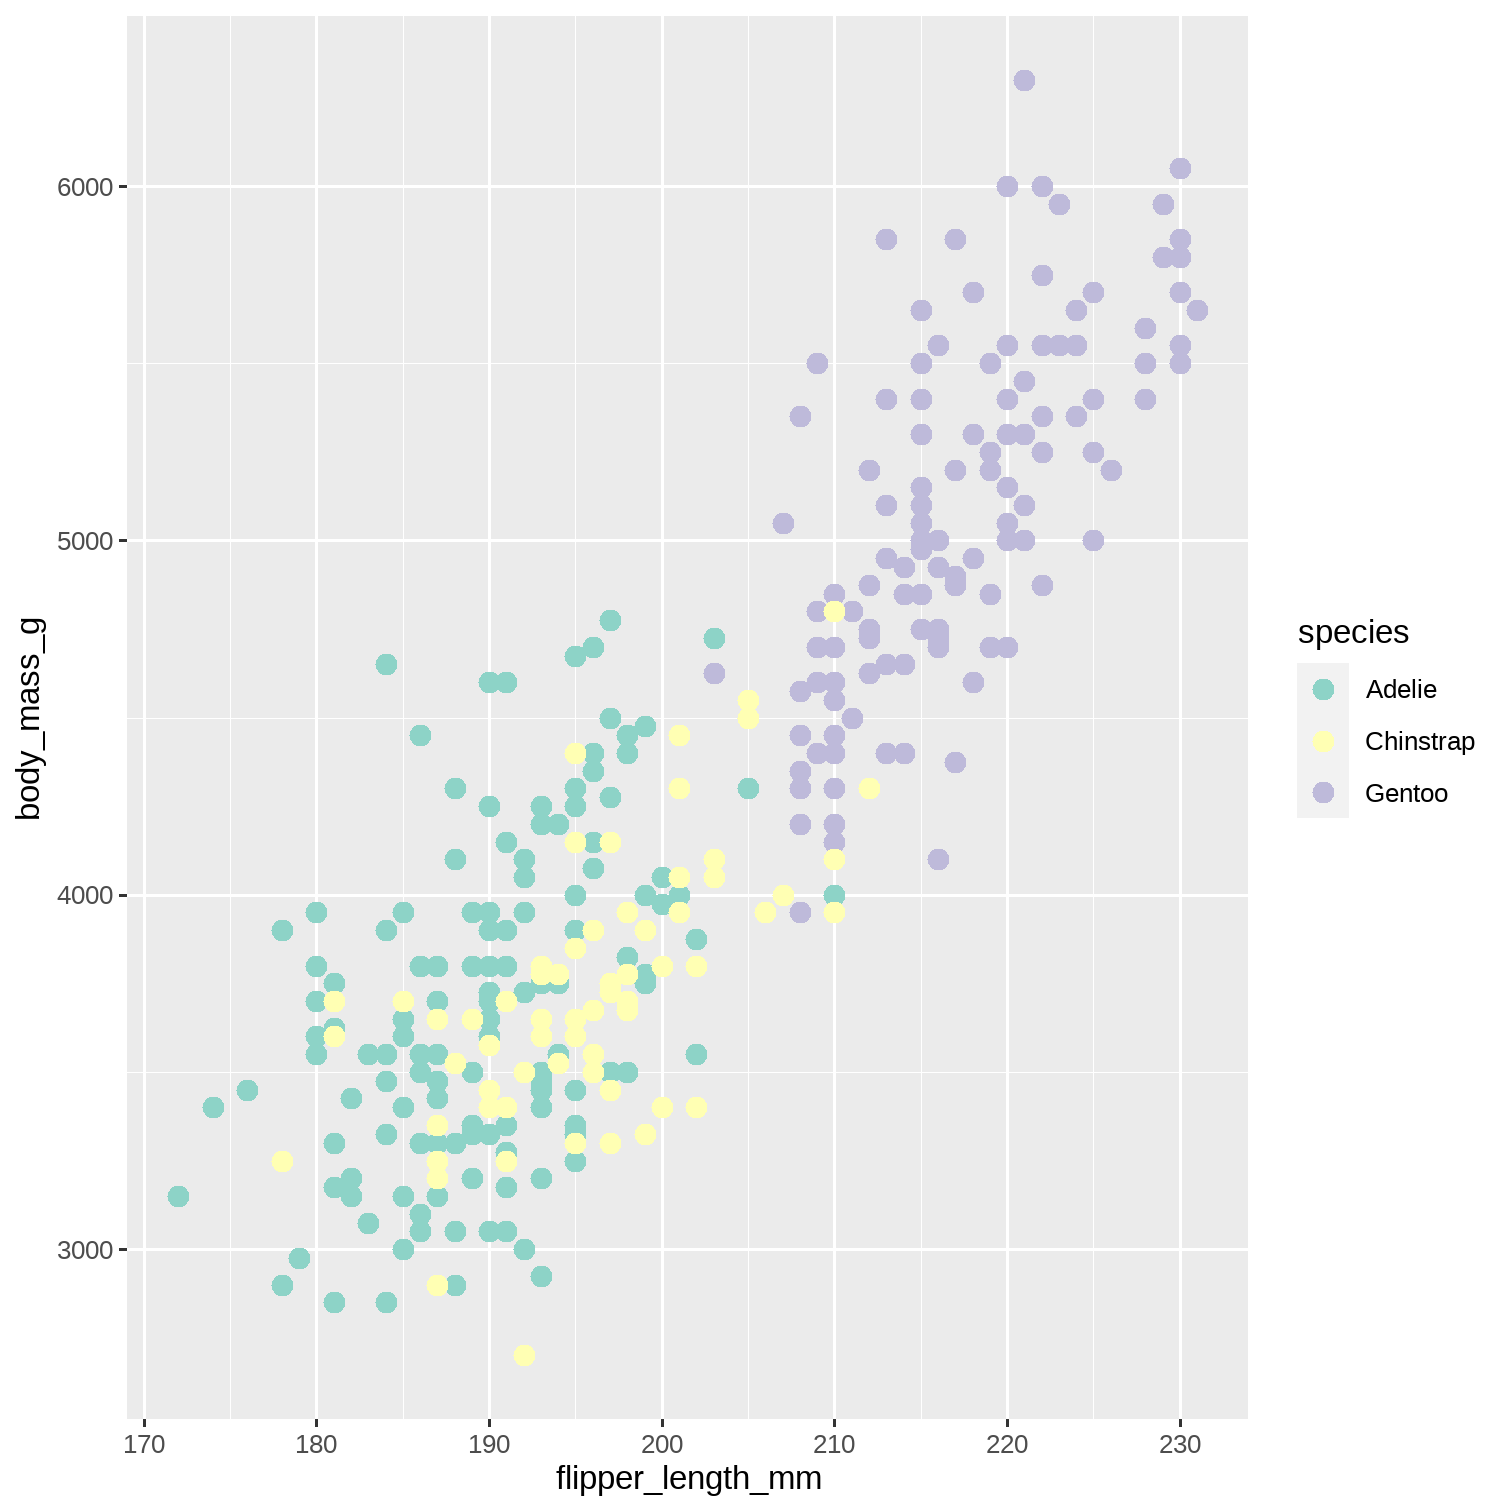 6000
5000
4000
3000
body_mass_g
170 180 190 200 210 220 230
flipper_length_mm
species
Adelie
Chinstrap
Gentoo